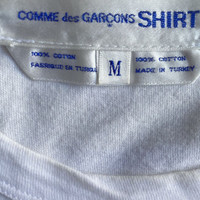 COMME des GARÇONS SHIRT
100% COTTON
FABRIQUÉ EN TURQUIE
M
100% COTTON
MADE IN TURKEY